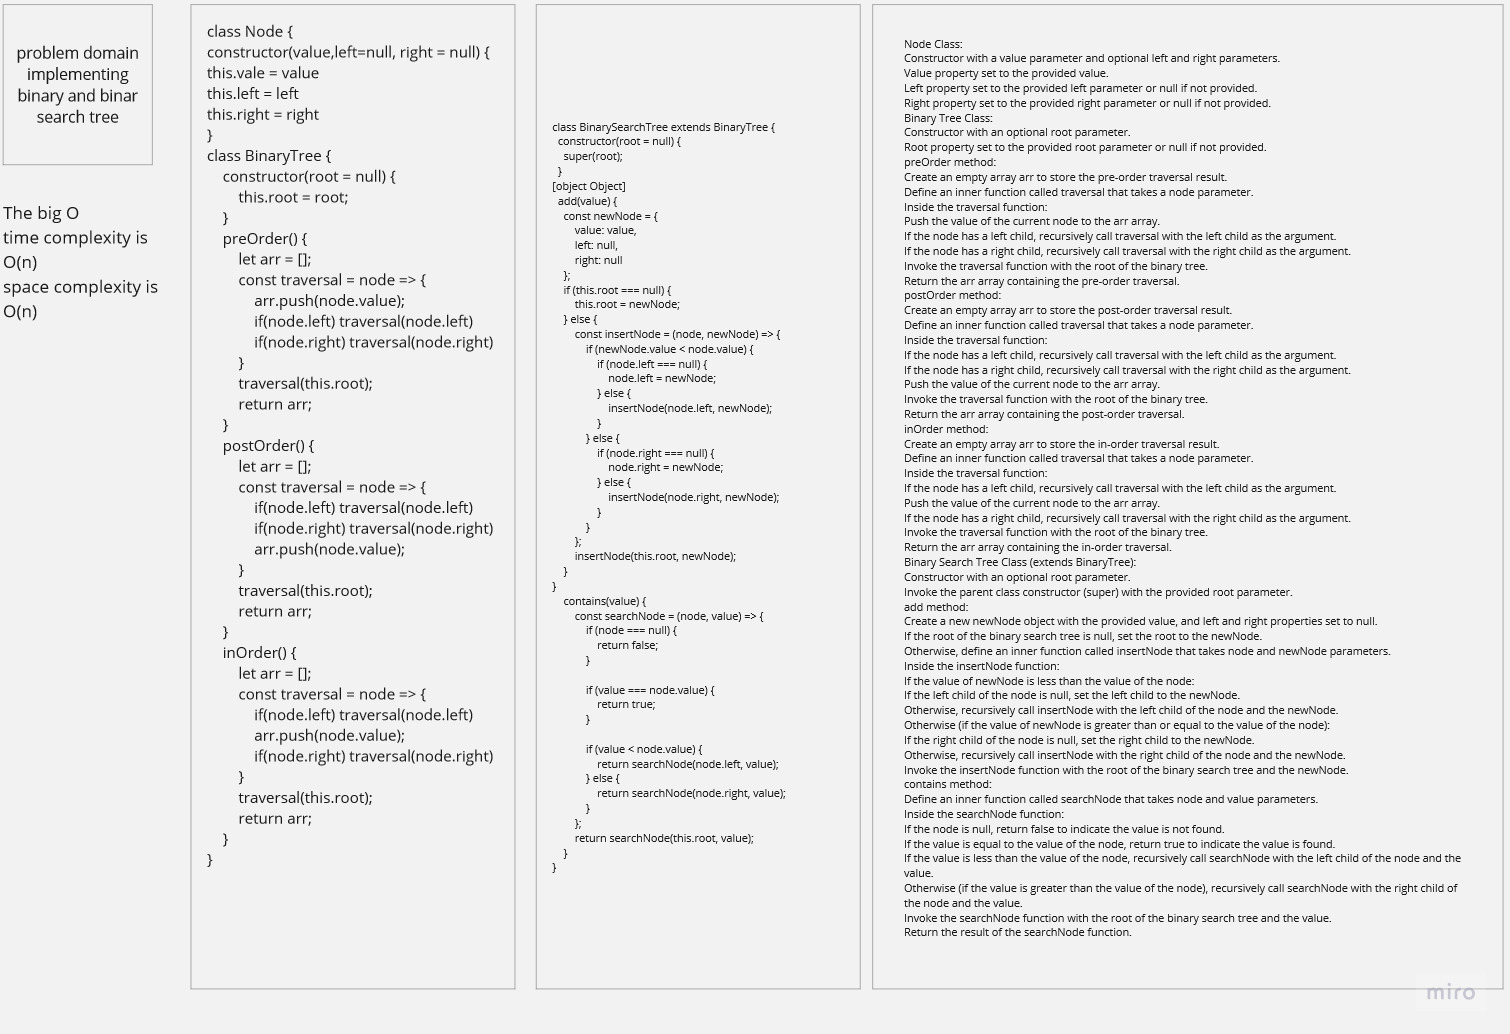 problem domain
implementing
binary and binar
search tree
The big O
time complexity is
O(n)
space complexity is
O(n)
class Node {
constructor(value,left=null, right = null) {
this.vale = value
this.left = left
this.right = right
}
class BinaryTree {
constructor(root = null) {
this.root = root;
}
preOrder() {
let arr = [];
const traversal = node => {
arr.push(node.value);
if(node.left) traversal(node.left)
if(node.right) traversal(node.right)
}
traversal(this.root);
return arr;
}
postOrder() {
let arr = [];
const traversal = node => {
if(node.left) traversal(node.left)
if(node.right) traversal(node.right)
arr.push(node.value);
}
traversal(this.root);
return arr;
}
inOrder() {
let arr = [];
const traversal = node => {
if(node.left) traversal(node.left)
arr.push(node.value);
if(node.right) traversal(node.right)
}
traversal(this.root);
return arr;
}
}
class BinarySearchTree extends BinaryTree {
constructor(root = null) {
super(root);
}
[object Object]
add(value) {
const newNode = {
value: value,
left: null,
right: null
};
if (this.root === null) {
this.root = newNode;
} else {
const insertNode = (node, newNode) => {
if (newNode.value < node.value) {
if (node.left === null) {
node.left = newNode;
} else {
insertNode(node.left, newNode);
}
} else {
if (node.right === null) {
node.right = newNode;
} else {
insertNode(node.right, newNode);
}
}
};
insertNode(this.root, newNode);
}
}
contains(value) {
const searchNode = (node, value) => {
if (node === null) {
return false;
}
if (value === node.value) {
return true;
}
if (value < node.value) {
return searchNode(node.left, value);
} else {
return searchNode(node.right, value);
}
};
return searchNode(this.root, value);
}
}
Node Class:
Constructor with a value parameter and optional left and right parameters.
Value property set to the provided value.
Left property set to the provided left parameter or null if not provided.
Right property set to the provided right parameter or null if not provided.
Binary Tree Class:
Constructor with an optional root parameter.
Root property set to the provided root parameter or null if not provided.
preOrder method:
Create an empty array arr to store the pre-order traversal result.
Define an inner function called traversal that takes a node parameter.
Inside the traversal function:
Push the value of the current node to the arr array.
If the node has a left child, recursively call traversal with the left child as the argument.
If the node has a right child, recursively call traversal with the right child as the argument.
Invoke the traversal function with the root of the binary tree.
Return the arr array containing the pre-order traversal.
postOrder method:
Create an empty array arr to store the post-order traversal result.
Define an inner function called traversal that takes a node parameter.
Inside the traversal function:
If the node has a left child, recursively call traversal with the left child as the argument.
If the node has a right child, recursively call traversal with the right child as the argument.
Push the value of the current node to the arr array.
Invoke the traversal function with the root of the binary tree.
Return the arr array containing the post-order traversal.
inOrder method:
Create an empty array arr to store the in-order traversal result.
Define an inner function called traversal that takes a node parameter.
Inside the traversal function:
If the node has a left child, recursively call traversal with the left child as the argument.
Push the value of the current node to the arr array.
If the node has a right child, recursively call traversal with the right child as the argument.
Invoke the traversal function with the root of the binary tree.
Return the arr array containing the in-order traversal.
Binary Search Tree Class (extends BinaryTree):
Constructor with an optional root parameter.
Invoke the parent class constructor (super) with the provided root parameter.
add method:
Create a new newNode object with the provided value, and left and right properties set to null.
If the root of the binary search tree is null, set the root to the newNode.
Otherwise, define an inner function called insertNode that takes node and newNode parameters.
Inside the insertNode function:
If the value of newNode is less than the value of the node:
If the left child of the node is null, set the left child to the newNode.
Otherwise, recursively call insertNode with the left child of the node and the newNode.
Otherwise (if the value of newNode is greater than or equal to the value of the node):
If the right child of the node is null, set the right child to the newNode.
Otherwise, recursively call insertNode with the right child of the node and the newNode.
Invoke the insertNode function with the root of the binary search tree and the newNode.
contains method:
Define an inner function called searchNode that takes node and value parameters.
Inside the searchNode function:
If the node is null, return false to indicate the value is not found.
If the value is equal to the value of the node, return true to indicate the value is found.
If the value is less than the value of the node, recursively call searchNode with the left child of the node and the
value.
Otherwise (if the value is greater than the value of the node), recursively call searchNode with the right child of
the node and the value.
Invoke the searchNode function with the root of the binary search tree and the value.
Return the result of the searchNode function.
miro